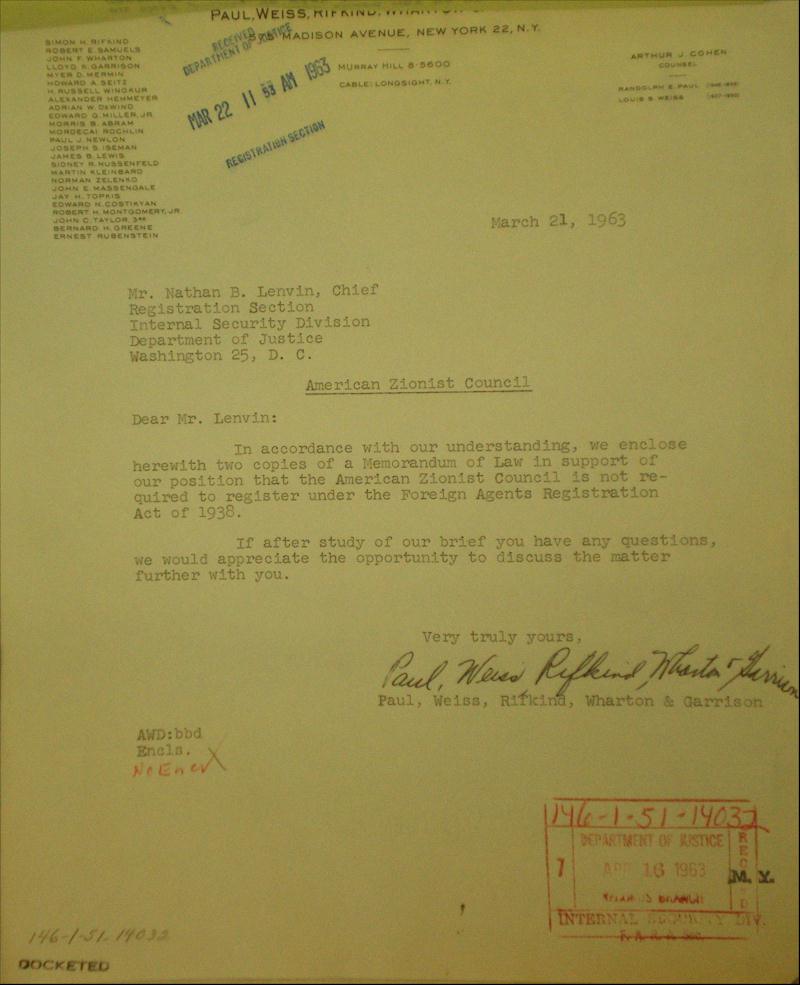 PAUL, WEISS, RIFKIND,
MADISON AVENUE, NEW YORK 22, N.Y.
MURRAY HILL 8-5600
CABLE: LONGSIGHT, N.Y.
SIMON H. RIFKIND
ROBERT E. SAMUELS
JOHN F. WHARTON
LLOYD K. GARRISON
MYER D. MERMIN
HOWARD A. SEITZ
H. RUSSELL WINOKUR
ALEXANDER HEHMEYER
ADRIAN W. DEWIND
EDWARD G. MILLER, JR.
MORRIS B. ABRAM
MORDECAI ROCHLIN
PAUL J. NEWLON
JOSEPH S. ISEMAN
JAMES B. LEWIS
SIDNEY R. NUSSENFELD
MARTIN KLEINBARD
NORMAN ZELENKO
JOHN E. MASSENGALE
JAY H. TOPKIS
EDWARD N. COSTIKYAN
ROBERT H. MONTGOMERY, JR.
JOHN C. TAYLOR, 3RD
BERNARD H. GREENE
ERNEST RUBENSTEIN
ARTHUR J. COHEN
COUNSEL
RANDOLPH E. PAUL
LOUIS S. WEISS
RECEIVED
DEPARTMENT OF JUSTICE
MAR 22 11 53 AM 1963
REGISTRATION SECTION
March 21, 1963
Mr. Nathan B. Lenvin, Chief
Registration Section
Internal Security Division
Department of Justice
Washington 25, D. C.
American Zionist Council
Dear Mr. Lenvin:
In accordance with our understanding, we enclose
herewith two copies of a Memorandum of Law in support of
our position that the American Zionist Council is not re-
quired to register under the Foreign Agents Registration
Act of 1938.
If after study of our brief you have any questions,
we would appreciate the opportunity to discuss the matter
further with you.
Very truly yours,
Paul, Weiss, Rifkind, Wharton & Garrison
Paul, Weiss, Rifkind, Wharton & Garrison
AWD:bbd
Encls.
No Encl
146-1-51-14032
DEPARTMENT OF JUSTICE
7 APR 16 1963
M. Y.
INTERNAL SECURITY DIV.
146-1-51-14032
DOCKETED